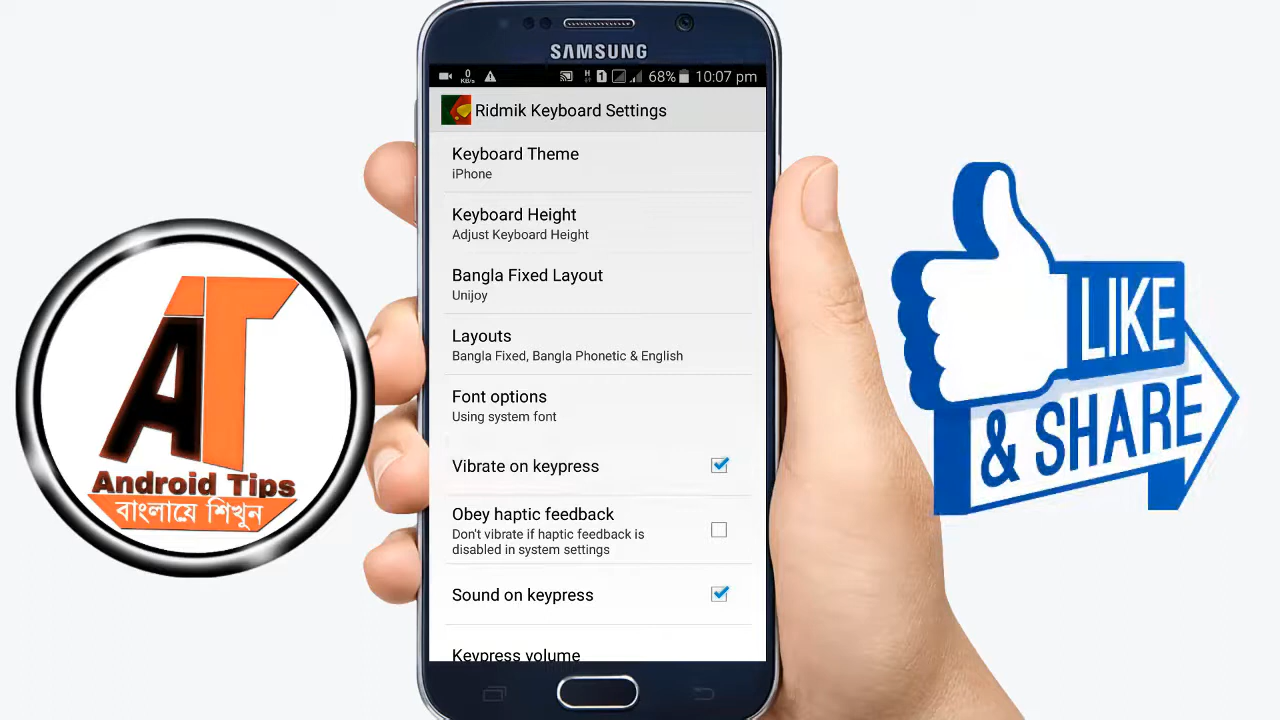 SAMSUNG
0
KB/s
1
68%
10:07 pm
Ridmik Keyboard Settings
Keyboard Theme
iPhone
Keyboard Height
Adjust Keyboard Height
Bangla Fixed Layout
Unijoy
Layouts
Bangla Fixed, Bangla Phonetic & English
Font options
Using system font
Vibrate on keypress
Obey haptic feedback
Don't vibrate if haptic feedback is
disabled in system settings
Sound on keypress
Keypress volume
AT
Android Tips
বাংলাযে শিখুন
LIKE
& SHARE